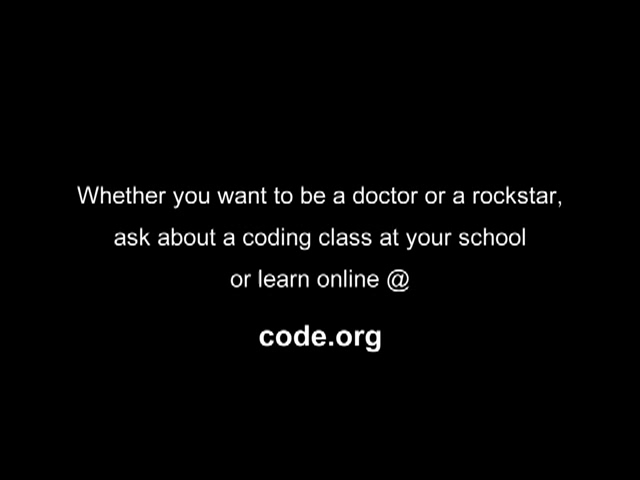 Whether you want to be a doctor or a rockstar,
ask about a coding class at your school
or learn online @
code.org